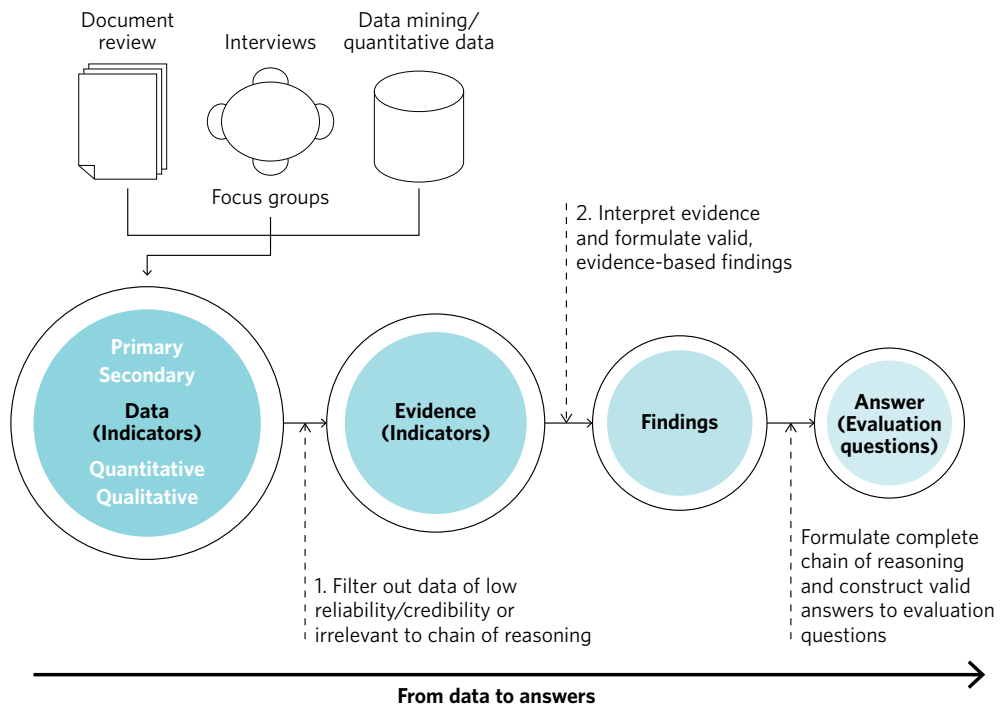 Document
review
Interviews
Data mining/
quantitative data
Focus groups
2. Interpret evidence
and formulate valid,
evidence-based findings
Primary
Secondary
Data
(Indicators)
Quantitative
Qualitative
Evidence
(Indicators)
Findings
Answer
(Evaluation
questions)
1. Filter out data of low
reliability/credibility or
irrelevant to chain of reasoning
Formulate complete
chain of reasoning
and construct valid
answers to evaluation
questions
From data to answers